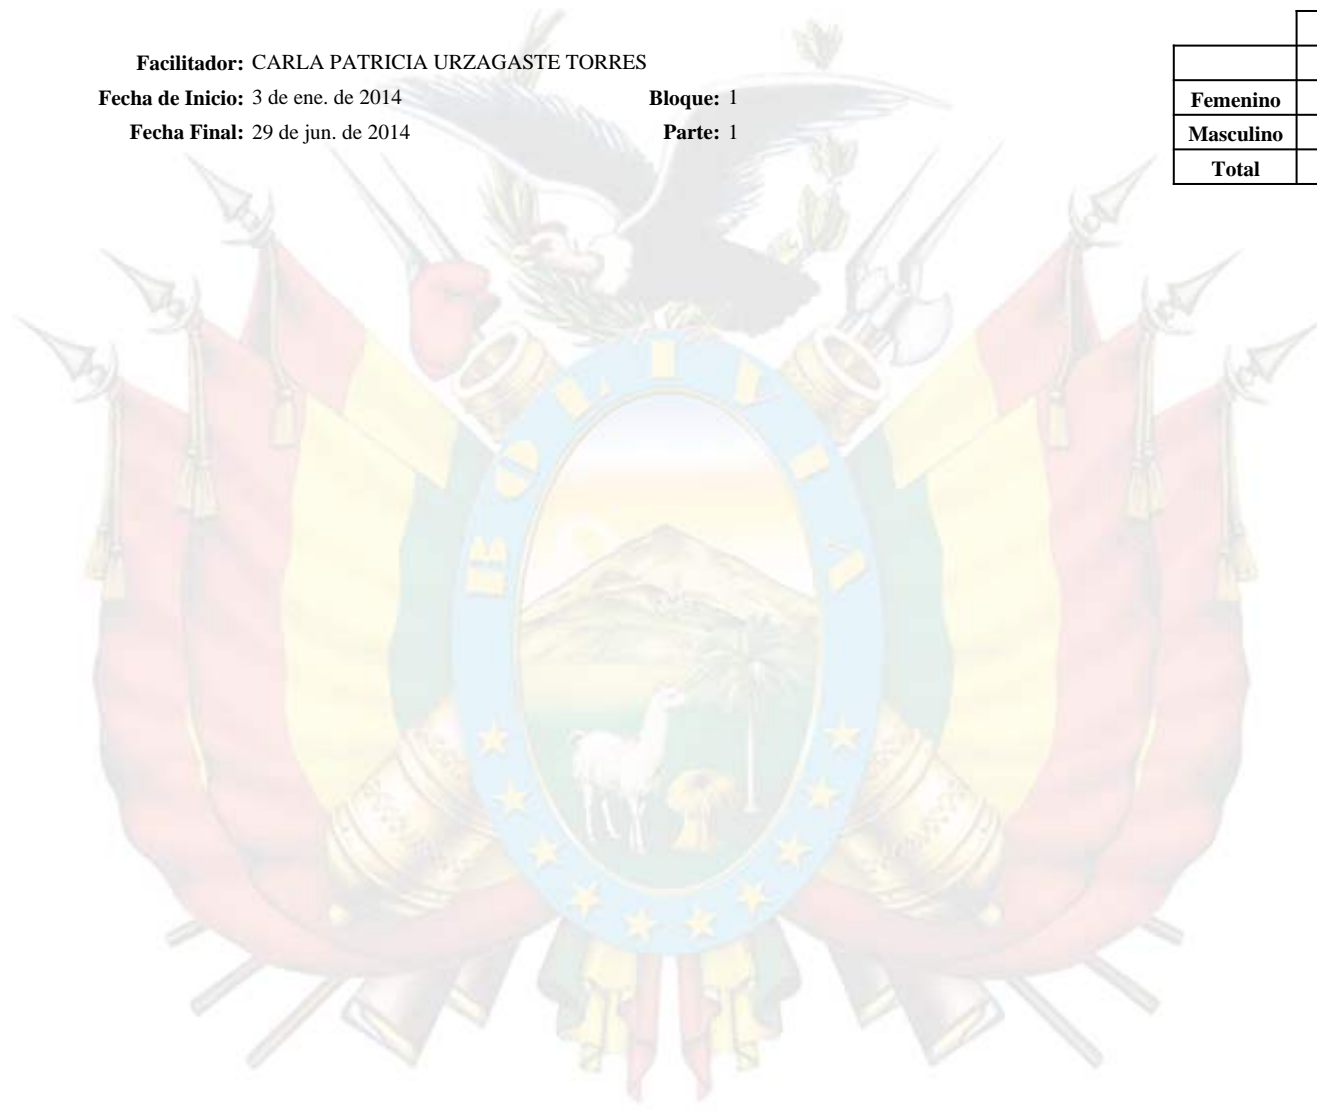 Facilitador: CARLA PATRICIA URZAGASTE TORRES
Fecha de Inicio: 3 de ene. de 2014 Bloque: 1
Fecha Final: 29 de jun. de 2014 Parte: 1
Femenino
Masculino
Total
BOLIVIA